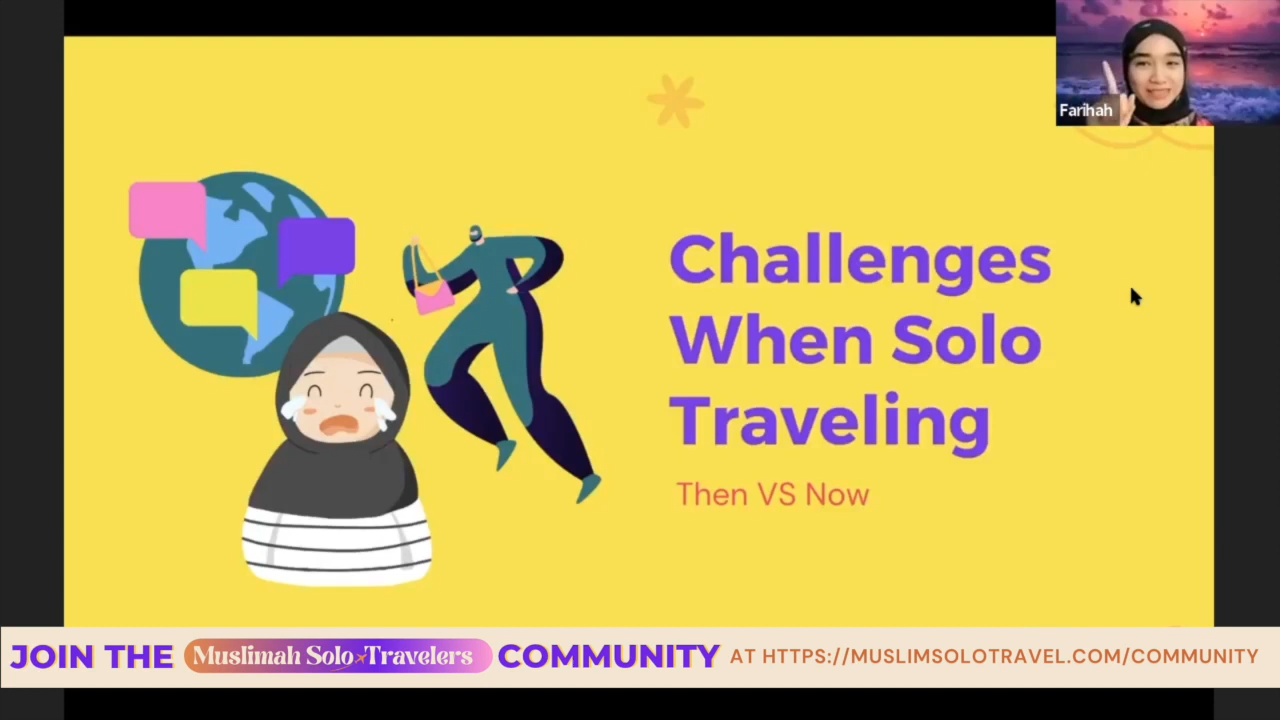 Farihah
Challenges
When Solo
Traveling
Then VS Now
JOIN THE Muslimah Solo Travelers COMMUNITY AT HTTPS://MUSLIMSOLOTRAVEL.COM/COMMUNITY